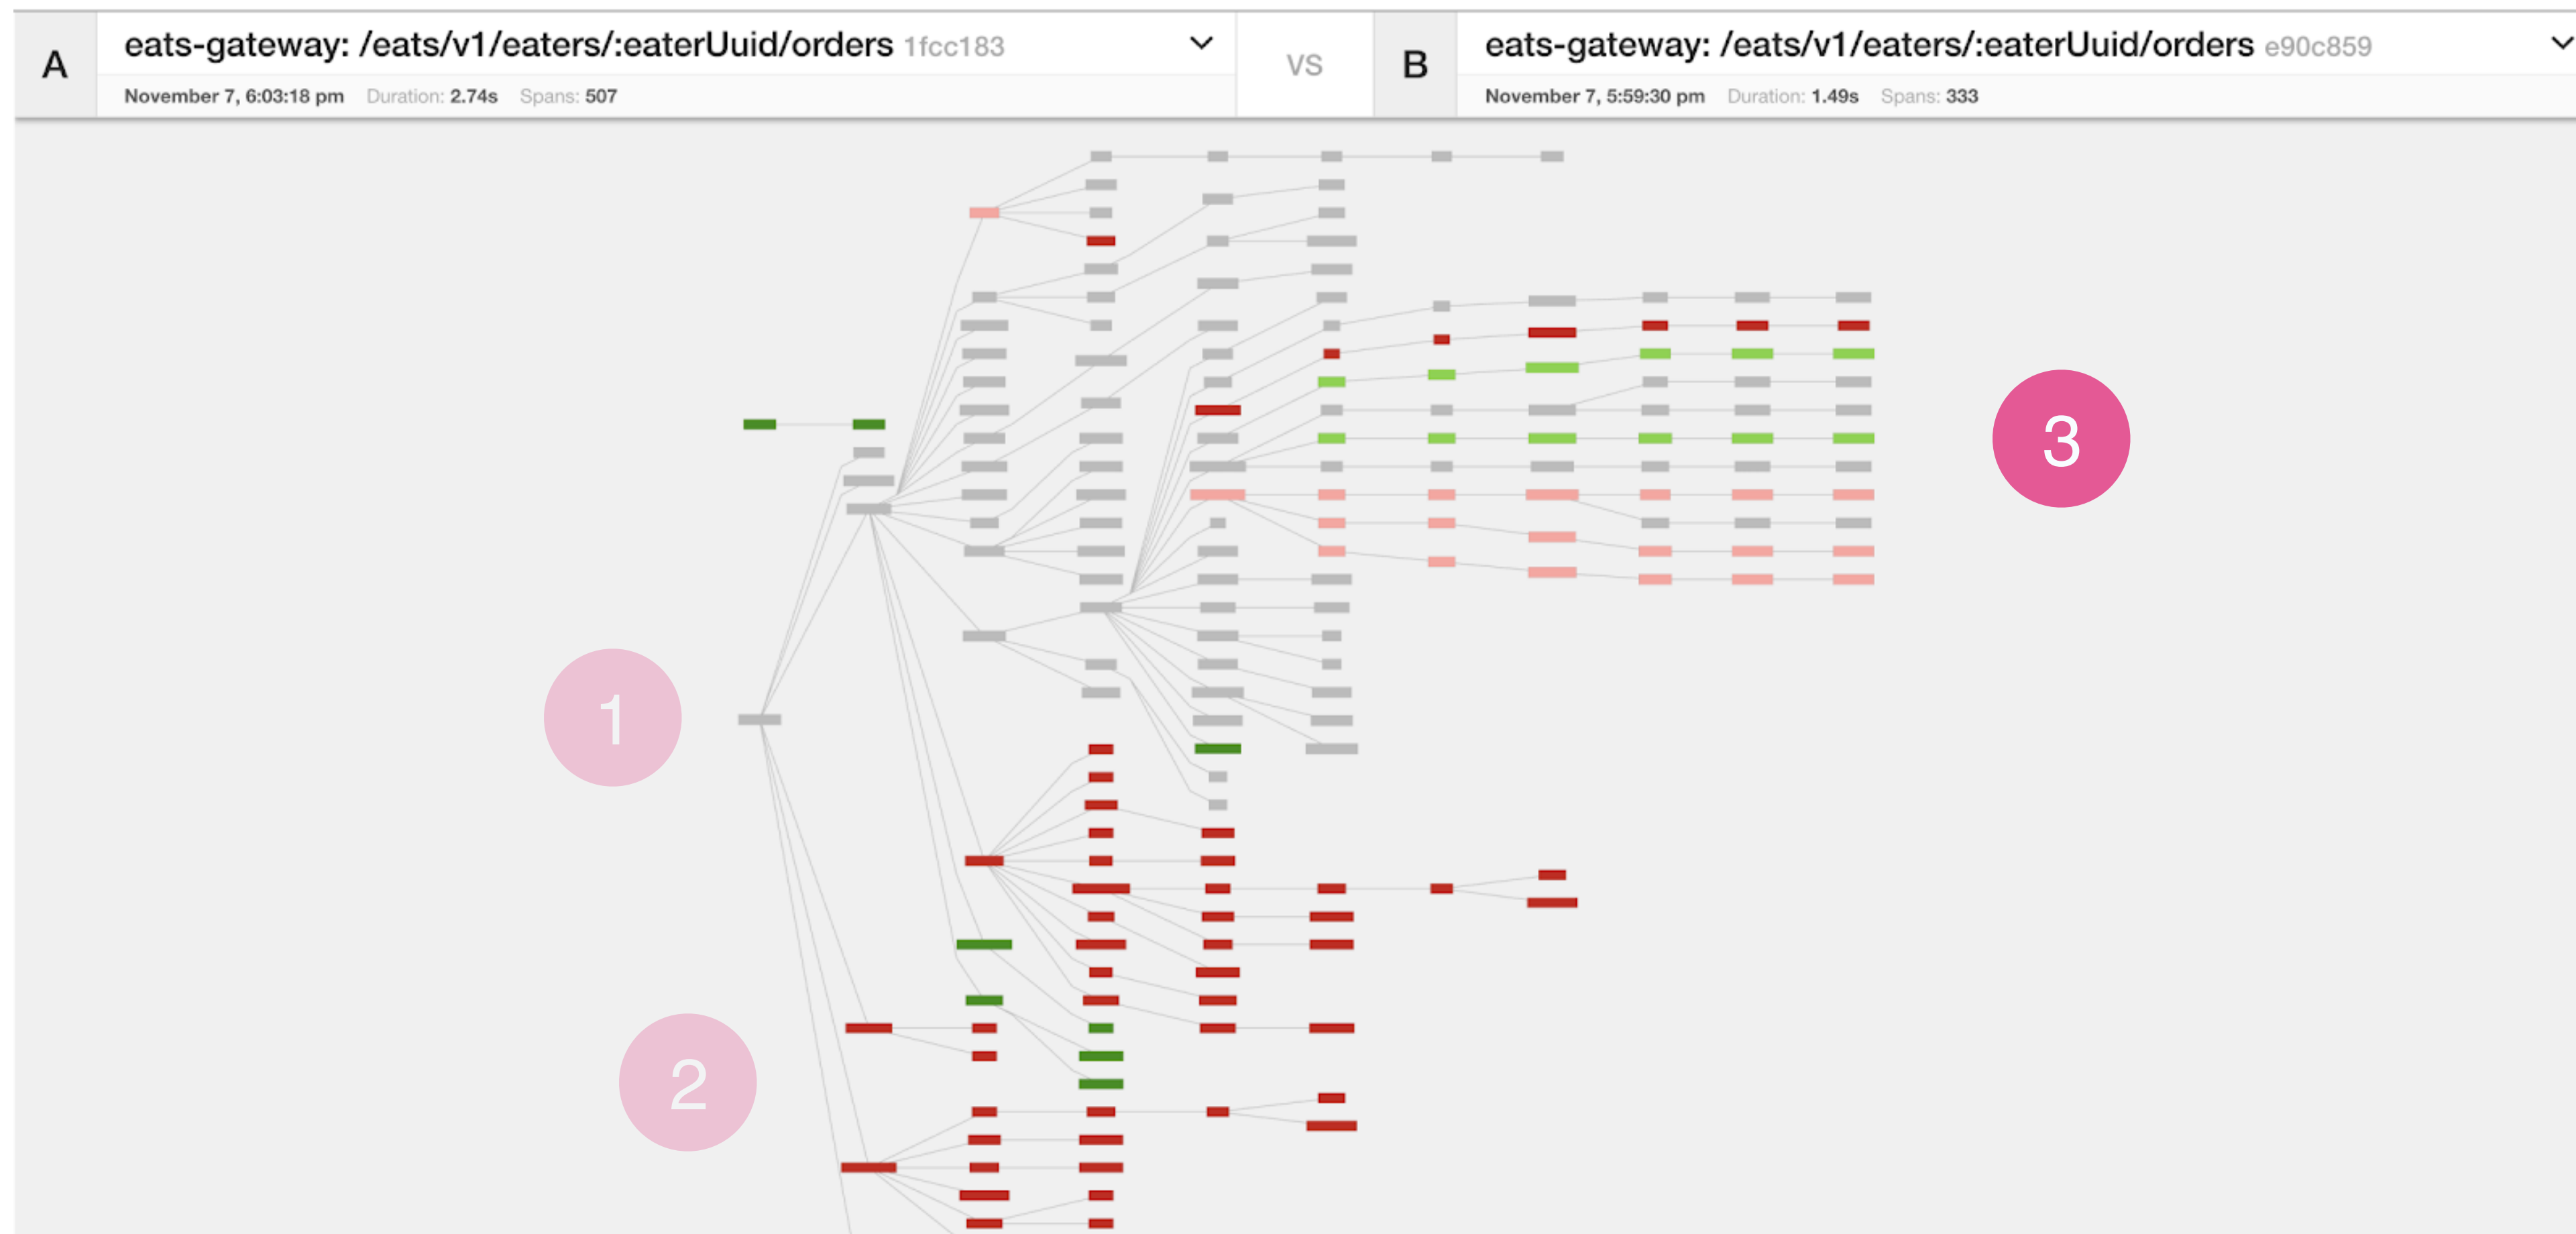 A
eats-gateway: /eats/v1/eaters/:eaterUuid/orders 1fcc183
November 7, 6:03:18 pm Duration: 2.74s Spans: 507
VS
B
eats-gateway: /eats/v1/eaters/:eaterUuid/orders e90c859
November 7, 5:59:30 pm Duration: 1.49s Spans: 333
3
1
2